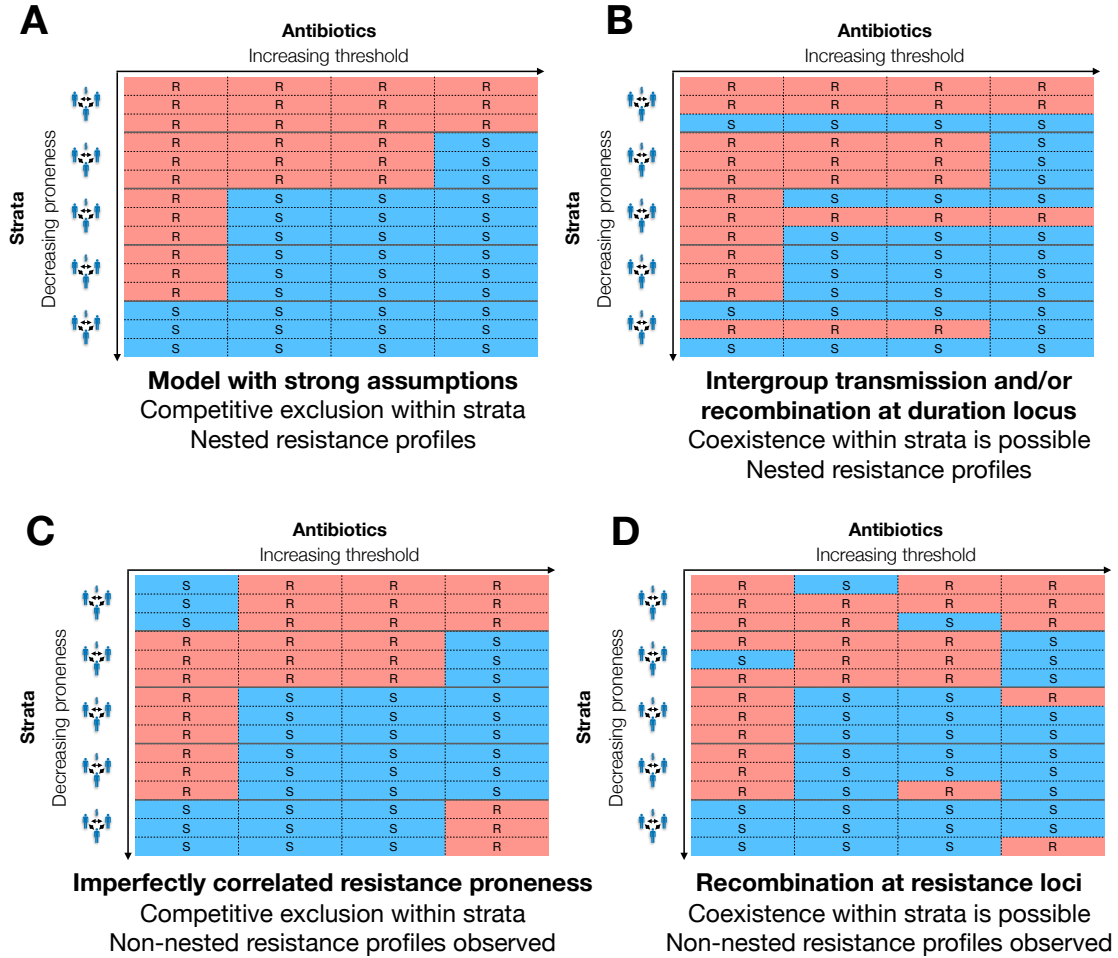 A
Antibiotics
Increasing threshold
Strata
Decreasing proneness
R R R R
R R R R
R R R R
R R R S
R R R S
R R R S
R S S S
R S S S
R S S S
R S S S
R S S S
R S S S
S S S S
S S S S
S S S S
Model with strong assumptions
Competitive exclusion within strata
Nested resistance profiles
B
Antibiotics
Increasing threshold
Strata
Decreasing proneness
R R R R
R R R R
S S S S
R R R S
R R R S
R R R S
R S S S
R R R R
R S S S
R S S S
R S S S
R S S S
S S S S
R R R S
S S S S
Intergroup transmission and/or
recombination at duration locus
Coexistence within strata is possible
Nested resistance profiles
C
Antibiotics
Increasing threshold
Strata
Decreasing proneness
S R R R
S R R R
S R R R
R R R S
R R R S
R R R S
R S S S
R S S S
R S S S
R S S S
R S S S
R S S S
S S S R
S S S R
S S S R
Imperfectly correlated resistance proneness
Competitive exclusion within strata
Non-nested resistance profiles observed
D
Antibiotics
Increasing threshold
Strata
Decreasing proneness
R S R R
R R R R
R R S R
R R R S
S R R S
R R R S
R S S R
R S S S
R S S S
R S S S
R S S S
R S R S
S S S S
S S S S
S S S R
Recombination at resistance loci
Coexistence within strata is possible
Non-nested resistance profiles observed